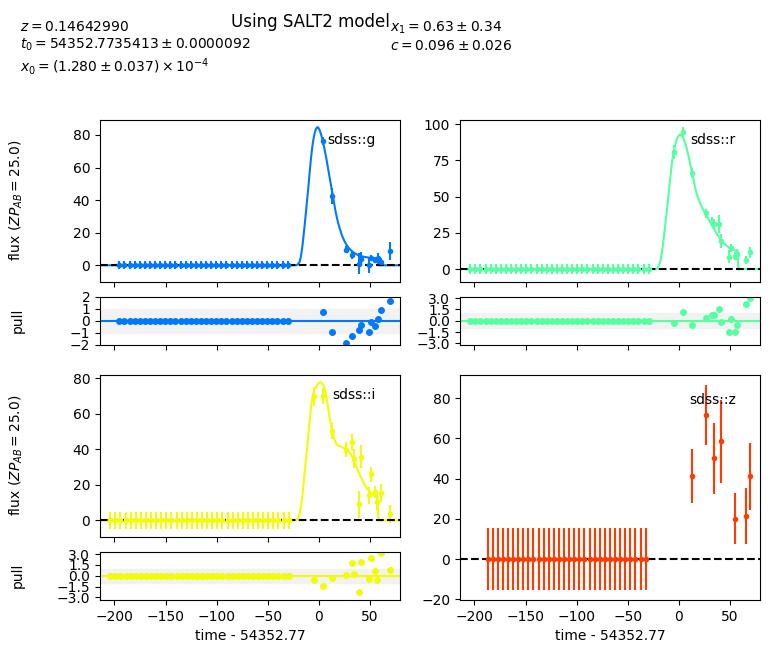 Using SALT2 model
z = 0.14642990
t₀ = 54352.7735413 ± 0.0000092
x₀ = (1.280 ± 0.037) × 10⁻⁴
x₁ = 0.63 ± 0.34
c = 0.096 ± 0.026
flux (ZP_AB = 25.0)
80
60
40
20
0
sdss::g
100
75
50
25
0
sdss::r
pull
2
1
0
−1
−2
3.0
1.5
0.0
−1.5
−3.0
flux (ZP_AB = 25.0)
80
60
40
20
0
sdss::i
80
60
40
20
0
−20
sdss::z
pull
3.0
1.5
0.0
−1.5
−3.0
−200 −150 −100 −50 0 50
time - 54352.77
−200 −150 −100 −50 0 50
time - 54352.77